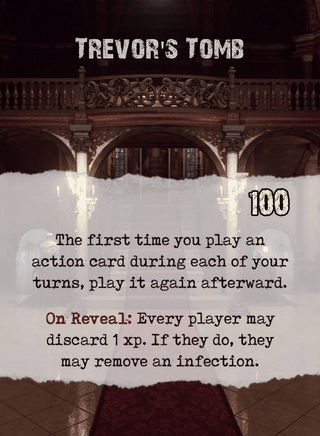 TREVOR'S TOMB
100
The first time you play an
action card during each of your
turns, play it again afterward.
On Reveal: Every player may
discard 1 xp. If they do, they
may remove an infection.